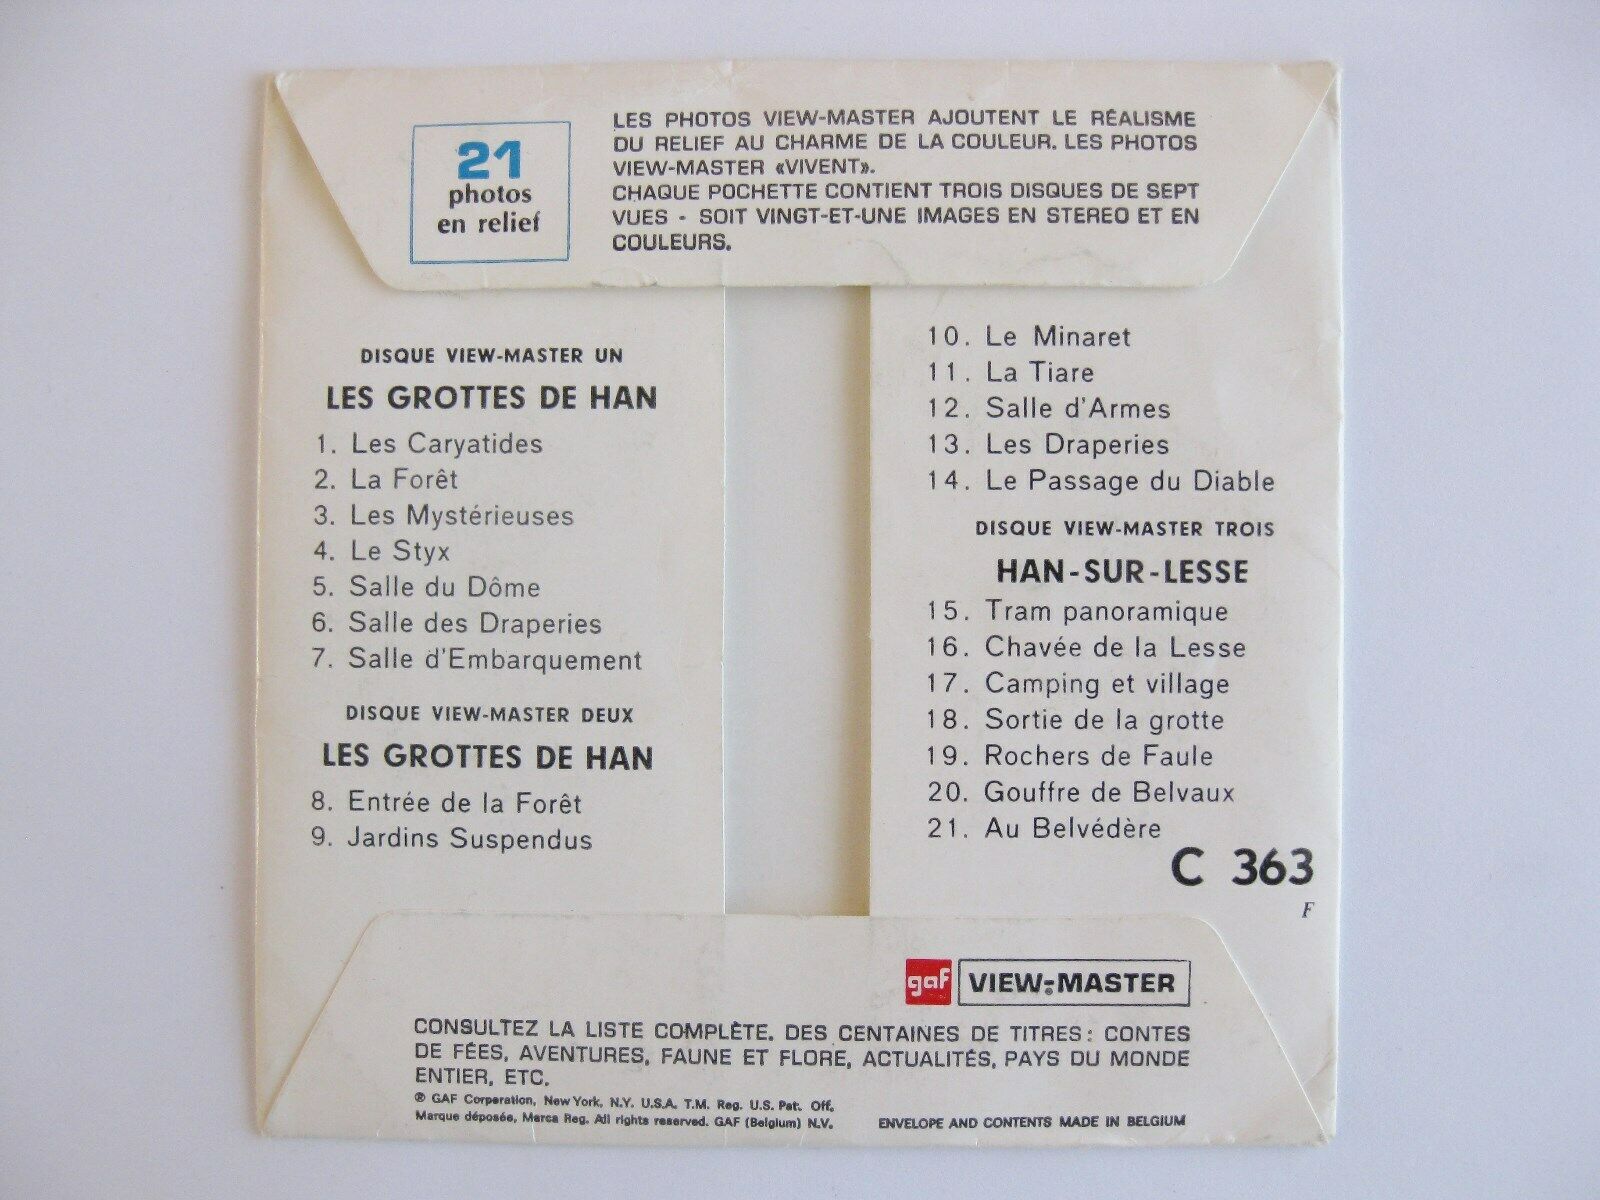 21
photos
en relief
LES PHOTOS VIEW-MASTER AJOUTENT LE RÉALISME
DU RELIEF AU CHARME DE LA COULEUR. LES PHOTOS
VIEW-MASTER «VIVENT».
CHAQUE POCHETTE CONTIENT TROIS DISQUES DE SEPT
VUES - SOIT VINGT-ET-UNE IMAGES EN STEREO ET EN
COULEURS.
DISQUE VIEW-MASTER UN
LES GROTTES DE HAN
1. Les Caryatides
2. La Forêt
3. Les Mystérieuses
4. Le Styx
5. Salle du Dôme
6. Salle des Draperies
7. Salle d'Embarquement
DISQUE VIEW-MASTER DEUX
LES GROTTES DE HAN
8. Entrée de la Forêt
9. Jardins Suspendus
10. Le Minaret
11. La Tiare
12. Salle d'Armes
13. Les Draperies
14. Le Passage du Diable
DISQUE VIEW-MASTER TROIS
HAN-SUR-LESSE
15. Tram panoramique
16. Chavée de la Lesse
17. Camping et village
18. Sortie de la grotte
19. Rochers de Faule
20. Gouffre de Belvaux
21. Au Belvédère
C 363
F
gaf VIEW-MASTER
CONSULTEZ LA LISTE COMPLÈTE. DES CENTAINES DE TITRES: CONTES
DE FÉES, AVENTURES, FAUNE ET FLORE, ACTUALITÉS, PAYS DU MONDE
ENTIER, ETC.
® GAF Corporation, New York, N.Y. U.S.A. T.M. Reg. U.S. Pat. Off.
Marque déposée, Marca Reg. All rights reserved. GAF (Belgium) N.V.
ENVELOPE AND CONTENTS MADE IN BELGIUM